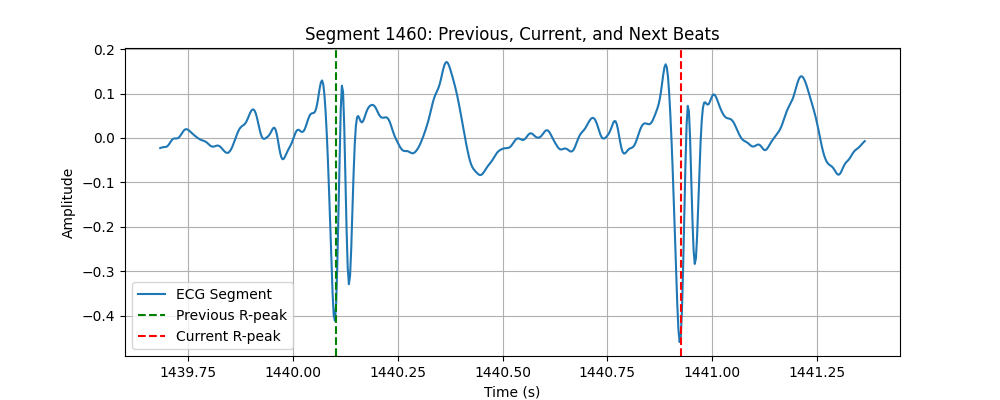 Segment 1460: Previous, Current, and Next Beats
0.2
0.1
0.0
−0.1
−0.2
−0.3
−0.4
Amplitude
ECG Segment
Previous R-peak
Current R-peak
1439.75 1440.00 1440.25 1440.50 1440.75 1441.00 1441.25
Time (s)